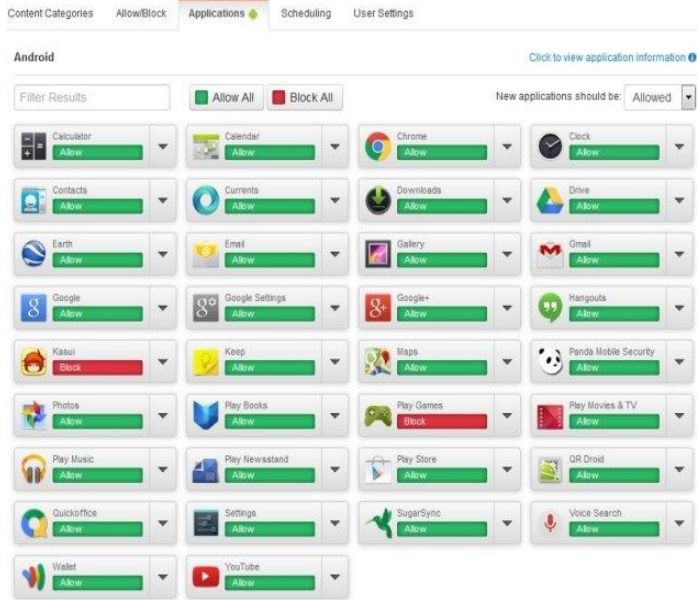 Content Categories Allow/Block Applications Scheduling User Settings
Android Click to view application information
Filter Results Allow All Block All New applications should be: Allowed
Calculator Calendar Chrome Clock
Allow Allow Allow Allow
Contacts Currents Downloads Drive
Allow Allow Allow Allow
Earth Email Gallery Gmail
Allow Allow Allow Allow
Google Google Settings Google+ Hangouts
Allow Allow Allow Allow
Kasui Keep Maps Panda Mobile Security
Block Allow Allow Allow
Photos Play Books Play Games Play Movies & TV
Allow Allow Block Allow
Play Music Play Newsstand Play Store QR Droid
Allow Allow Allow Allow
Quickoffice Settings SugarSync Voice Search
Allow Allow Allow Allow
Wallet YouTube
Allow Allow